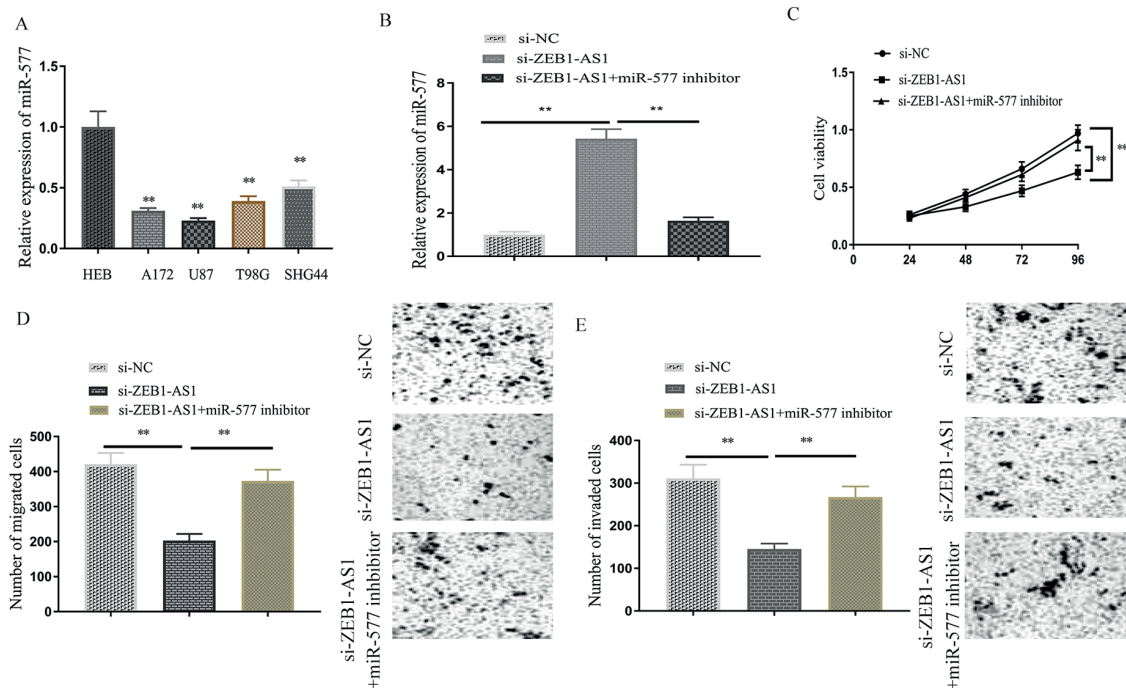 A
Relative expression of miR-577
1.5
1.0
0.5
0.0
**
**
**
**
HEB
A172
U87
T98G
SHG44
B
si-NC
si-ZEB1-AS1
si-ZEB1-AS1+miR-577 inhibitor
Relative expression of miR-577
8
6
4
2
0
**
**
C
si-NC
si-ZEB1-AS1
si-ZEB1-AS1+miR-577 inhibitor
Cell viability
1.5
1.0
0.5
0.0
0
24
48
72
96
**
**
D
si-NC
si-ZEB1-AS1
si-ZEB1-AS1+miR-577 inhibitor
Number of migrated cells
500
400
300
200
100
0
**
**
si-NC
si-ZEB1-AS1
si-ZEB1-AS1
+miR-577 inhbibitor
E
si-NC
si-ZEB1-AS1
si-ZEB1-AS1+miR-577 inhibitor
Number of invaded cells
400
300
200
100
0
**
**
si-NC
si-ZEB1-AS1
si-ZEB1-AS1
+miR-577 inhibitor